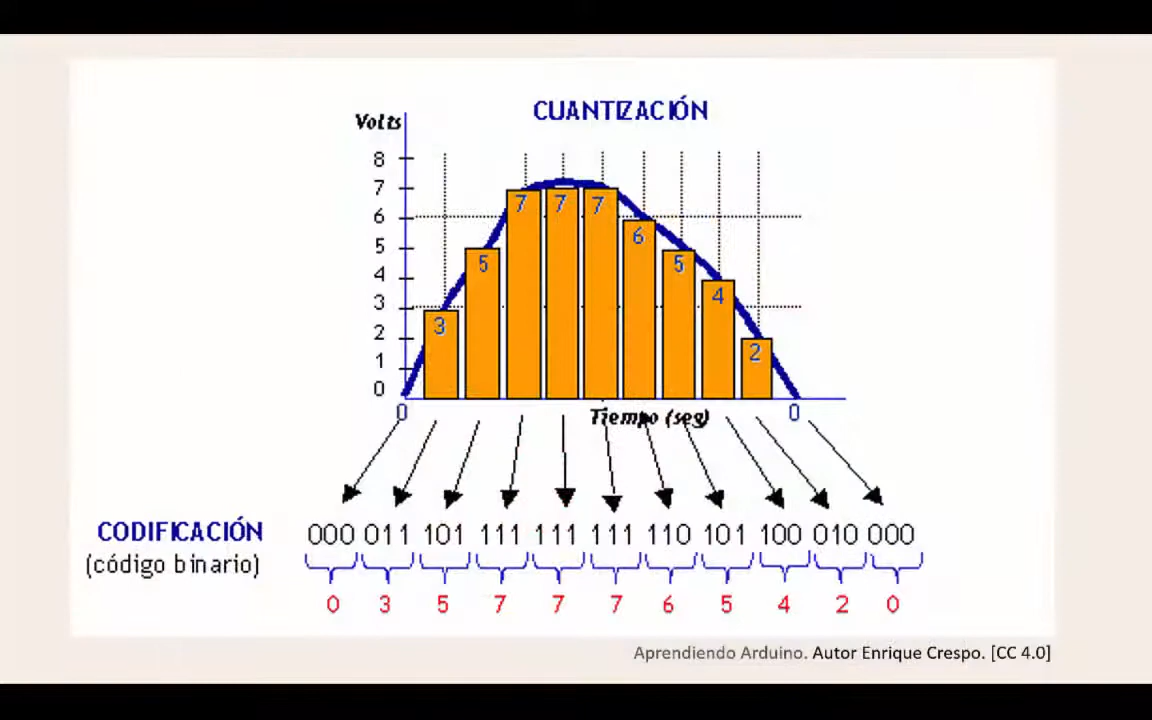 CUANTIZACIÓN
Volts
8
7
6
5
4
3
2
1
0
3
5
7
7
7
6
5
4
2
0
Tiempo (seg)
0
CODIFICACIÓN
(código binario)
000 011 101 111 111 111 110 101 100 010 000
0 3 5 7 7 7 6 5 4 2 0
Aprendiendo Arduino. Autor Enrique Crespo. [CC 4.0]